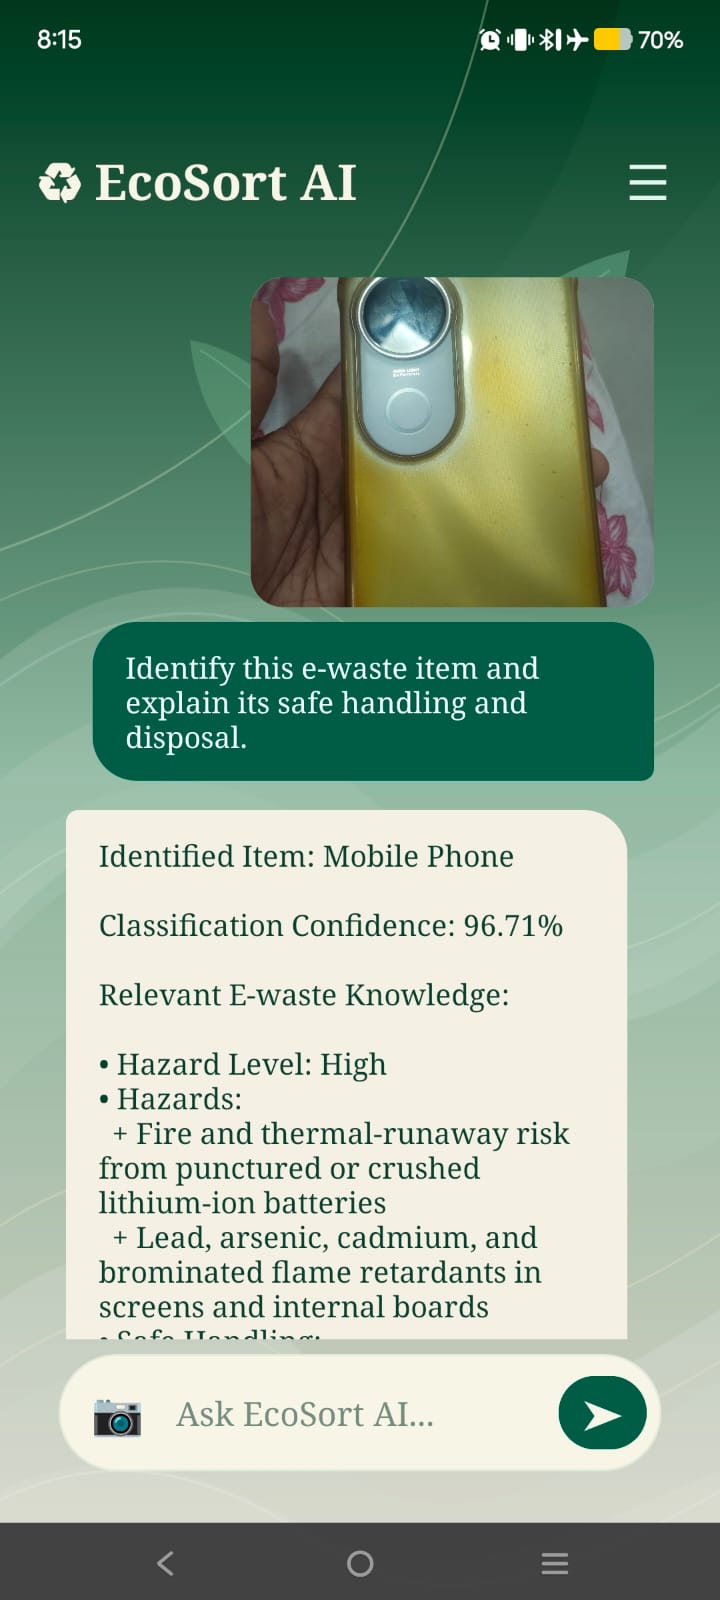 8:15
70%
EcoSort AI
Identify this e-waste item and
explain its safe handling and
disposal.
Identified Item: Mobile Phone
Classification Confidence: 96.71%
Relevant E-waste Knowledge:
• Hazard Level: High
• Hazards:
+ Fire and thermal-runaway risk
from punctured or crushed
lithium-ion batteries
+ Lead, arsenic, cadmium, and
brominated flame retardants in
screens and internal boards
• Safe Handling:
Ask EcoSort AI...